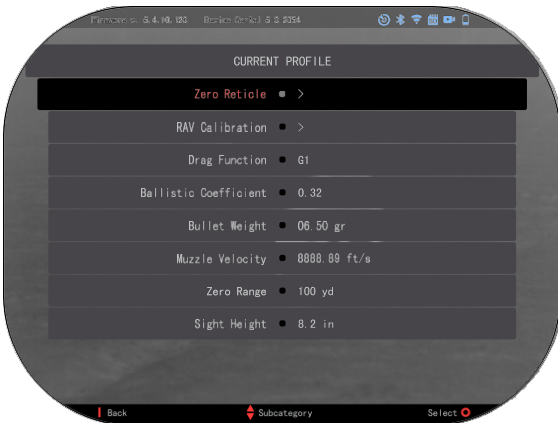 CURRENT PROFILE
Zero Reticle >
RAV Calibration >
Drag Function G1
Ballistic Coefficient 0.32
Bullet Weight 06.50 gr
Muzzle Velocity 8888.89 ft/s
Zero Range 100 yd
Sight Height 8.2 in
Back Subcategory Select